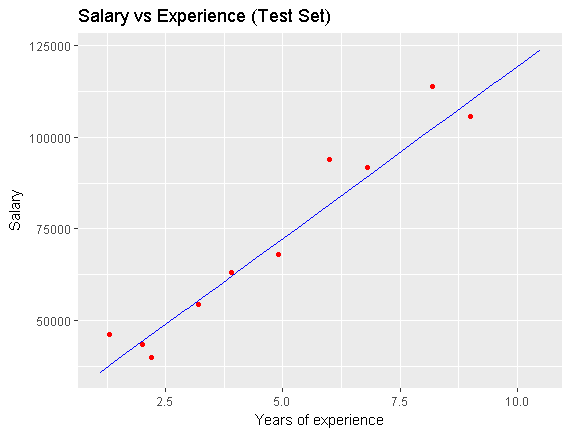 Salary vs Experience (Test Set)
125000
100000
75000
50000
Salary
2.5
5.0
7.5
10.0
Years of experience